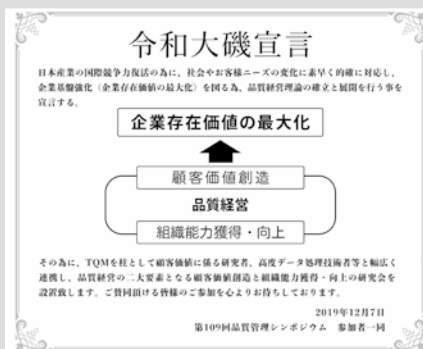 令和大磯宣言
日本産業の国際競争力復活の為に、社会やお客様ニーズの変化に素早く的確に対応し、
企業基盤強化（企業存在価値の最大化）を図る為、品質経営理論の確立と展開を行う事を
宣言する。
企業存在価値の最大化
顧客価値創造
品質経営
組織能力獲得・向上
その為に、TQMを柱として顧客価値に係る研究者、高度データ処理技術者等と幅広く
連携し、品質経営の二大要素となる顧客価値創造と組織能力獲得・向上の研究会を
設置致します。ご賛同頂ける皆様のご参加を心よりお待ちしております。
2019年12月7日
第109回品質管理シンポジウム　参加者一同